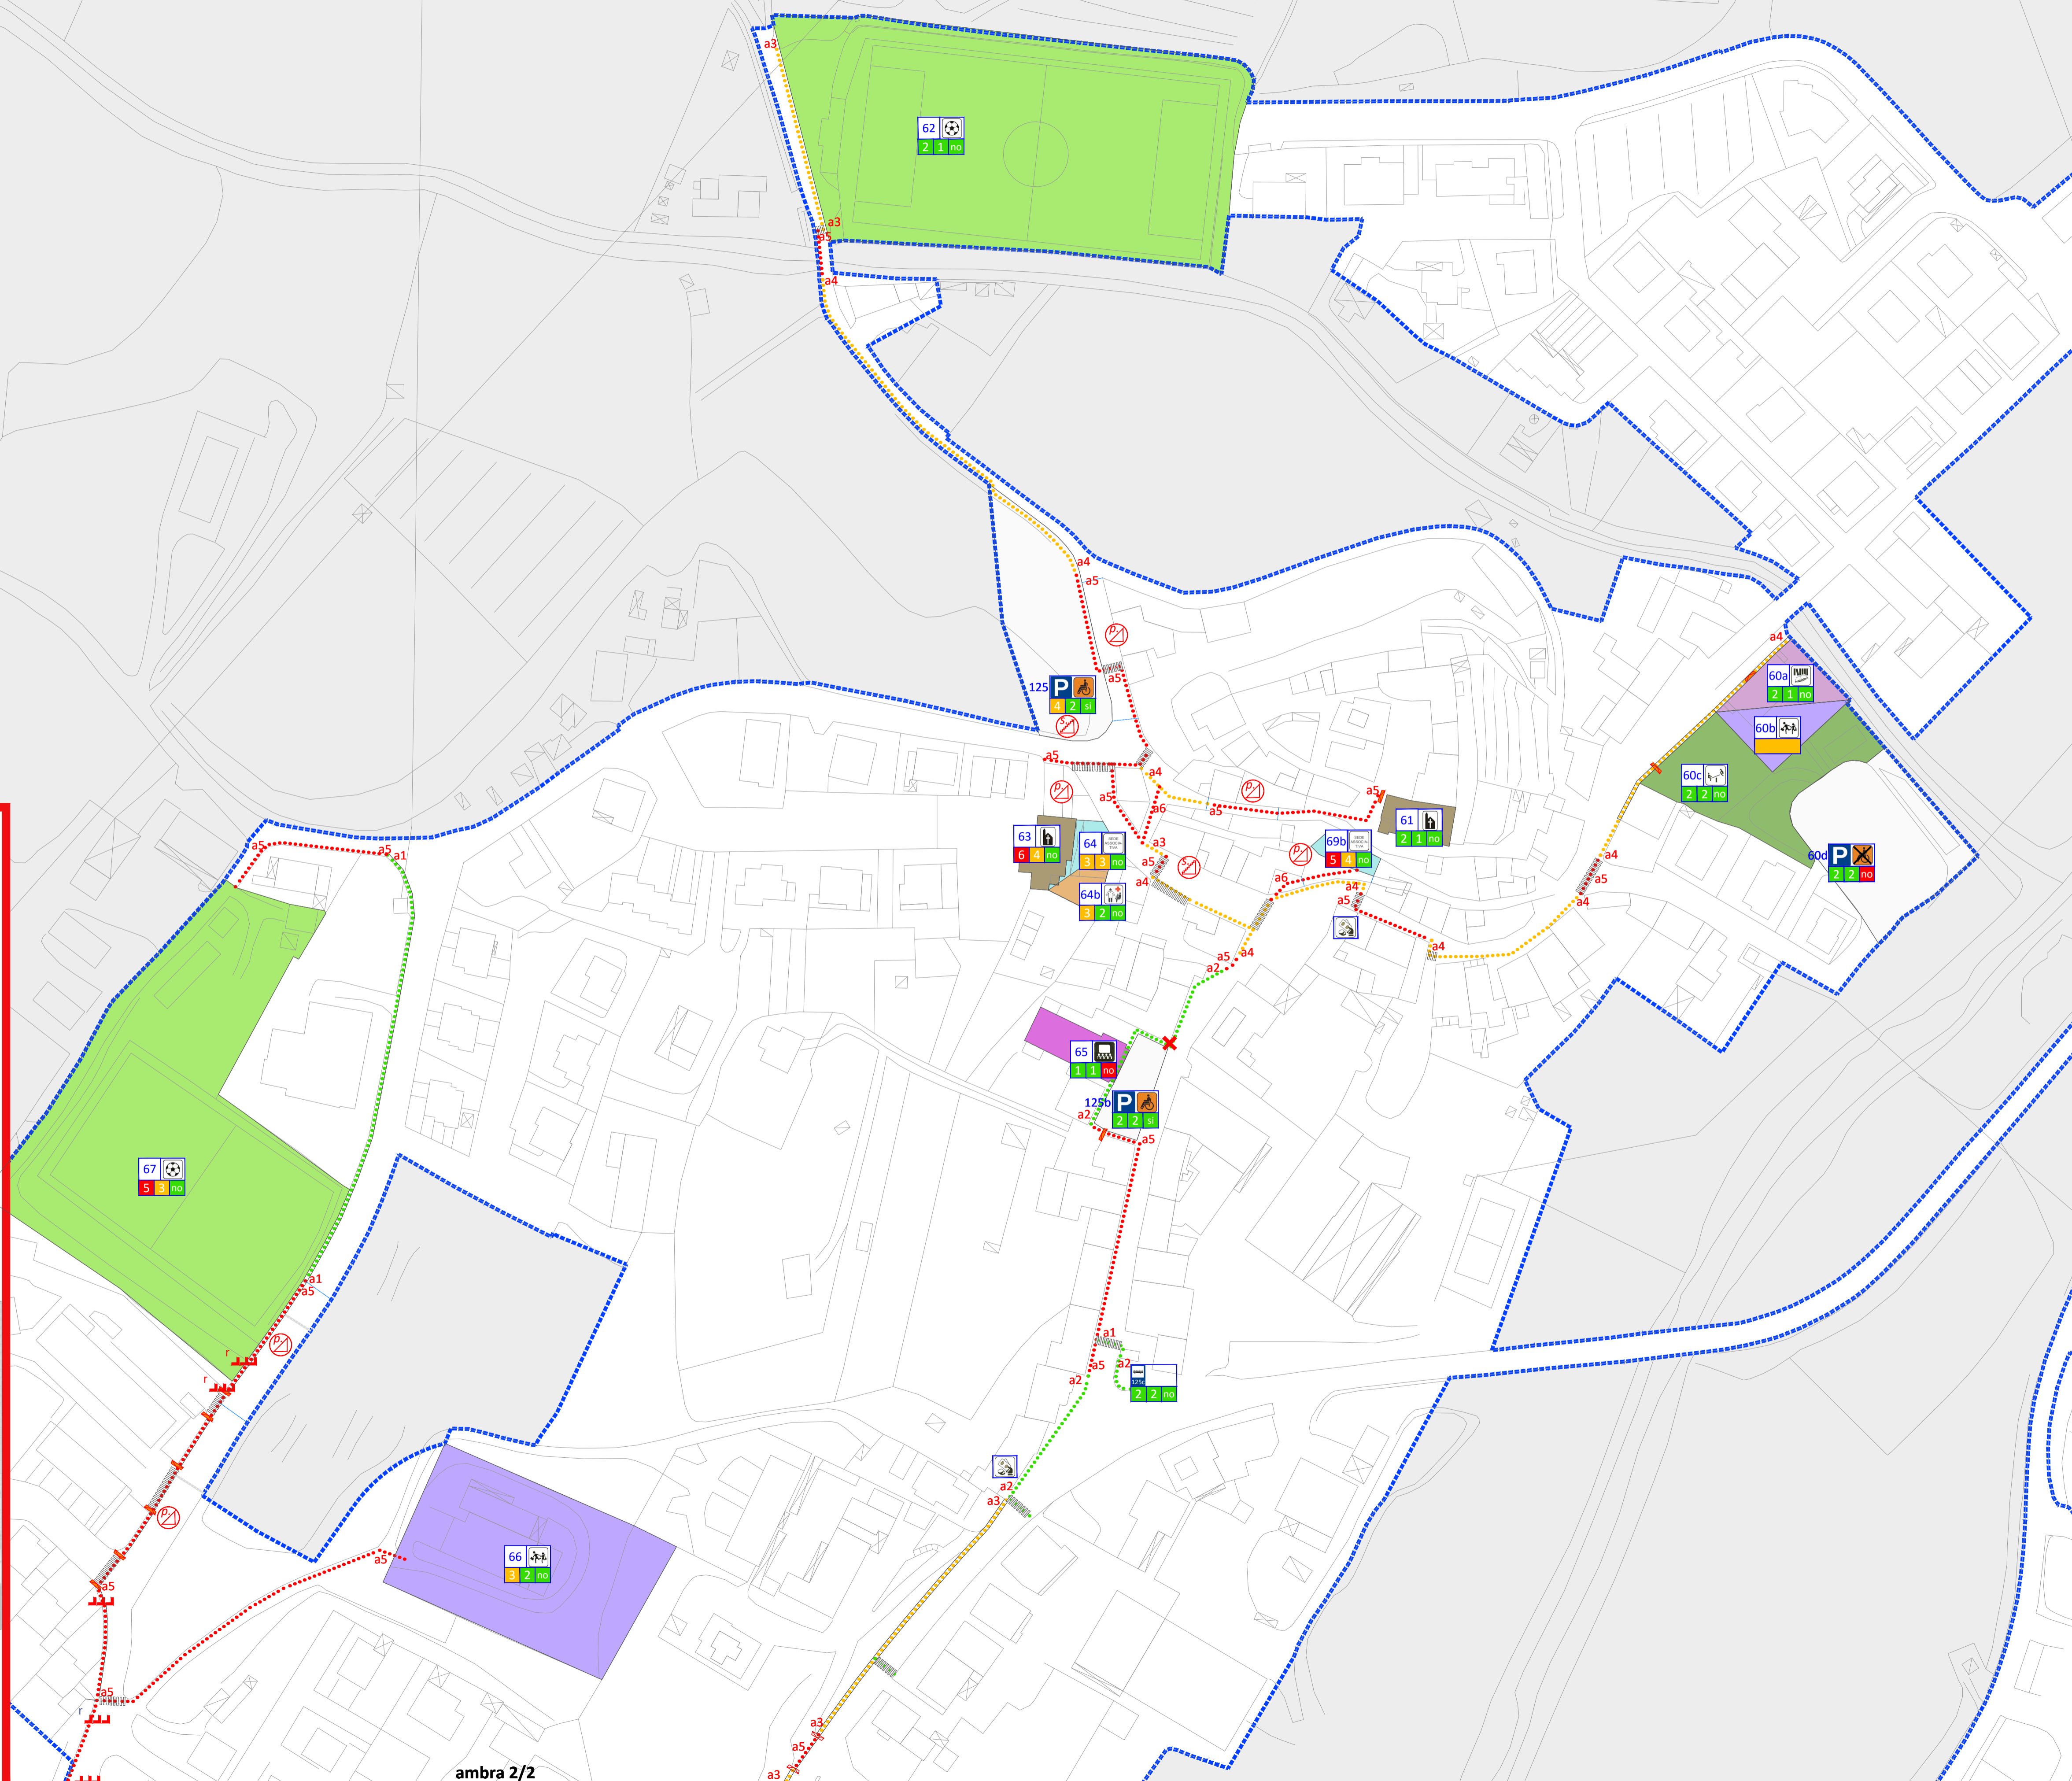 a3
62
2 1 no
a3
a5
a4
a4
a5
p.
a5
125 P
4 2 si
s.
a4
60a
2 1 no
60b
60c
2 2 no
60d P
2 2 no
a5
a4
p.
a5
a6
p.
a5
a5
61
2 1 no
63
6 4 no
64 SEDE ASSOCIATIVA
3 3 no
a3
a5
a4
s.
64b
3 2 no
p.
69b SEDE ASSOCIATIVA
5 4 no
a6
a4
a5
a4
a4
a5
a4
a5 a4
a2
a5
a5 a1
65
1 1 no
125b P
2 2 si
a2
a5
67
5 3 no
a1
a5
p.
r
r
a1
a5
a2
a2
125c
2 2 no
a2
a3
p.
a5
66
3 2 no
a5
a5
r
a3
a5
a3
ambra 2/2